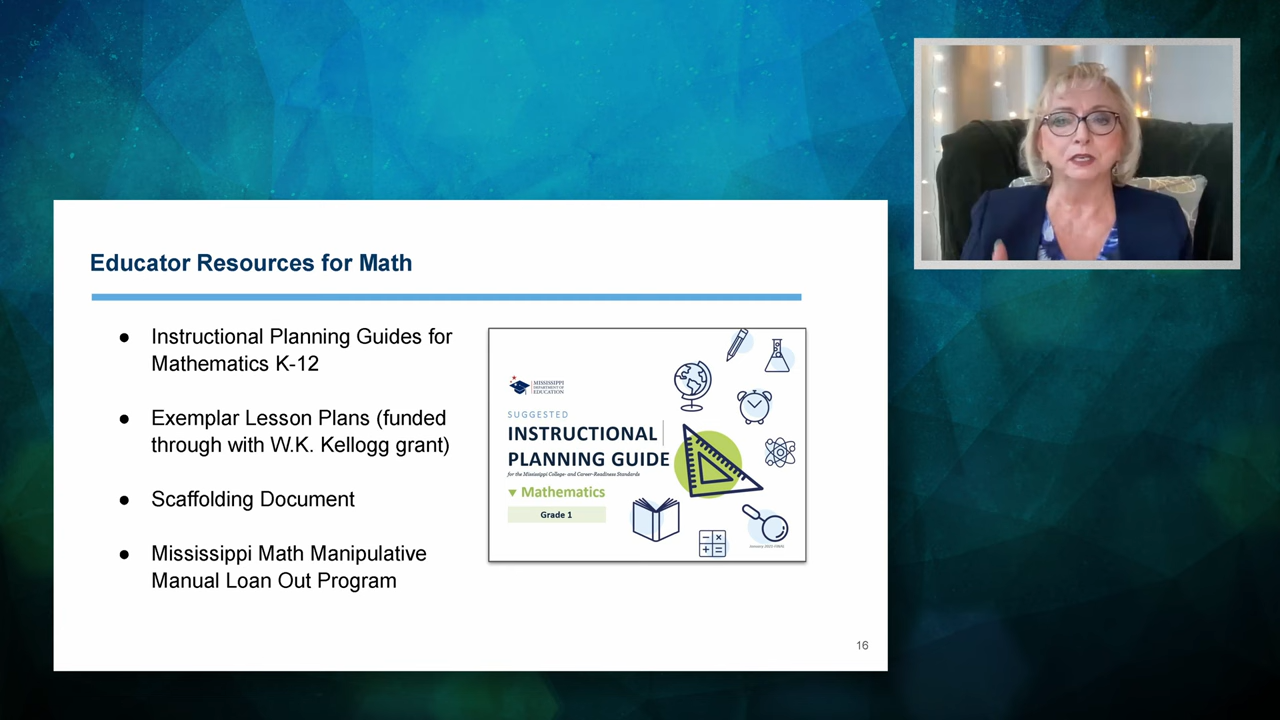 Educator Resources for Math
● Instructional Planning Guides for
Mathematics K-12
● Exemplar Lesson Plans (funded
through with W.K. Kellogg grant)
● Scaffolding Document
● Mississippi Math Manipulative
Manual Loan Out Program
MISSISSIPPI
DEPARTMENT OF
EDUCATION
SUGGESTED
INSTRUCTIONAL
PLANNING GUIDE
for the Mississippi College- and Career-Readiness Standards
Mathematics
Grade 1
16